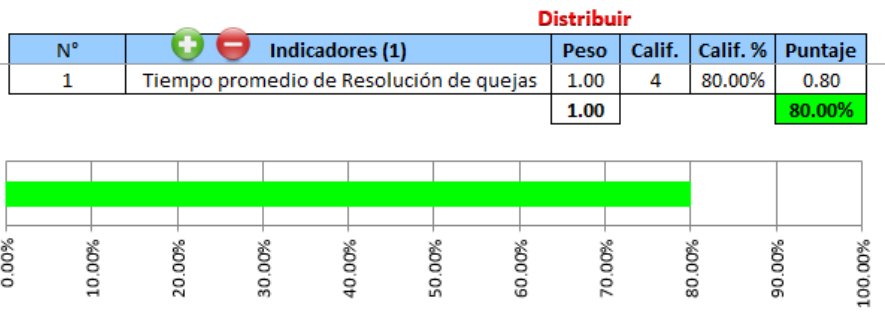 Distribuir
N° Indicadores (1) Peso Calif. Calif. % Puntaje
1 Tiempo promedio de Resolución de quejas 1.00 4 80.00% 0.80
1.00 80.00%
0.00% 10.00% 20.00% 30.00% 40.00% 50.00% 60.00% 70.00% 80.00% 90.00% 100.00%